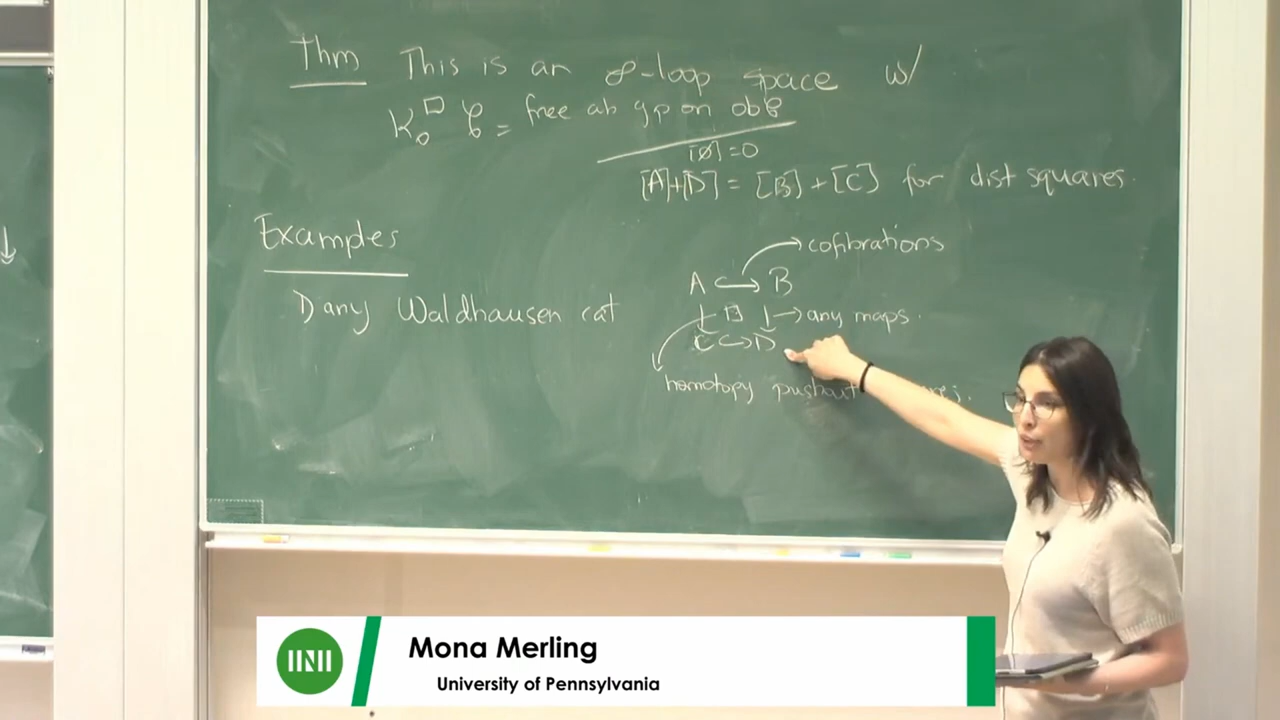 Thm This is an ∞-loop space w/
K₀^□ 𝒞 = free ab gp on ob𝒞
[∅]=0
[A]+[D] = [B]+[C] for dist squares.
Examples
cofibrations
A ↪ B
1) any Waldhausen cat
↓ □ ↓ → any maps.
C ↪ D
homotopy pushout
Mona Merling
University of Pennsylvania